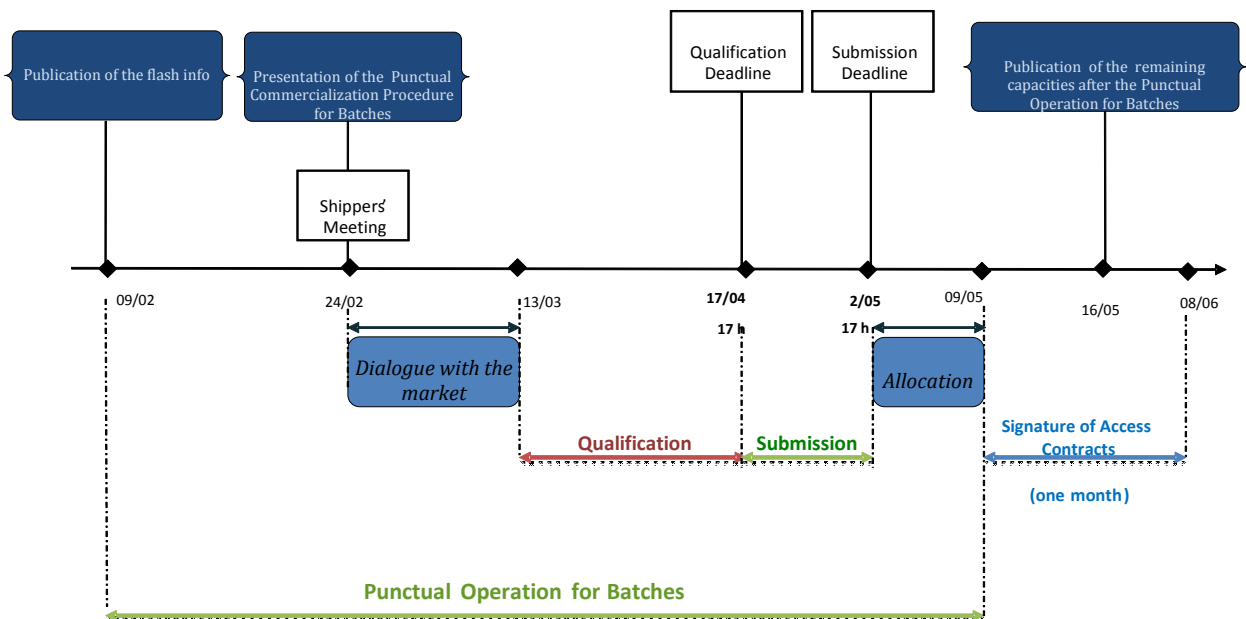 Publication of the flash info
Presentation of the Punctual
Commercialization Procedure
for Batches
Qualification
Deadline
Submission
Deadline
Publication of the remaining
capacities after the Punctual
Operation for Batches
Shippers'
Meeting
09/02
24/02
13/03
17/04
17 h
2/05
17 h
09/05
16/05
08/06
Dialogue with the
market
Allocation
Qualification
Submission
Signature of Access
Contracts
(one month)
Punctual Operation for Batches